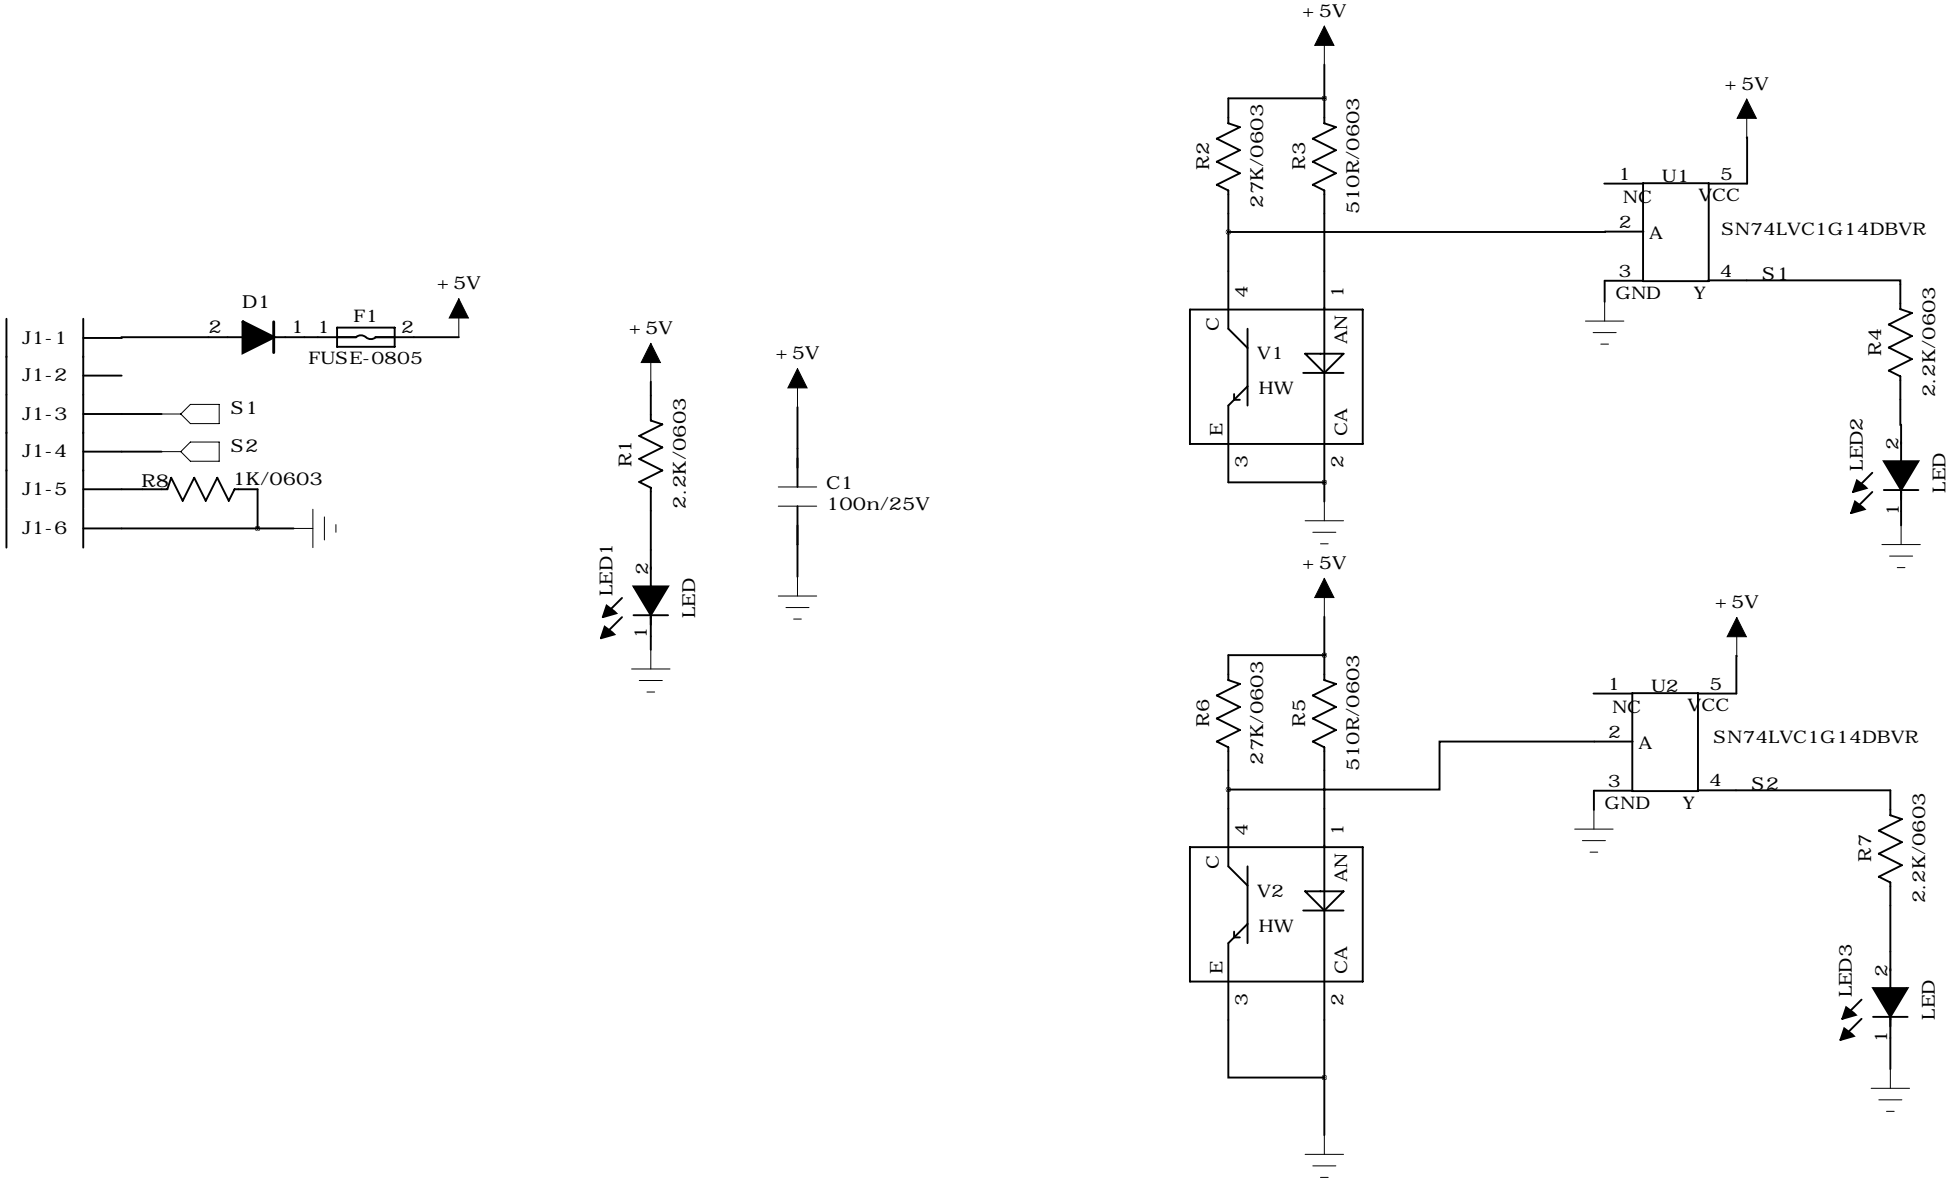 J1-1
J1-2
J1-3
J1-4
J1-5
J1-6
D1
2
1
F1
1
2
FUSE-0805
+5V
S1
S2
R8
1K/0603
+5V
R1
2.2K/0603
LED1
2
1
LED
+5V
C1
100n/25V
+5V
R2
27K/0603
R3
510R/0603
4
1
C
AN
V1
HW
E
CA
3
2
+5V
1
U1
5
NC
VCC
2
A
SN74LVC1G14DBVR
3
4
S1
GND
Y
R4
2.2K/0603
LED2
2
1
LED
+5V
R6
27K/0603
R5
510R/0603
4
1
C
AN
V2
HW
E
CA
3
2
+5V
1
U2
5
NC
VCC
2
A
SN74LVC1G14DBVR
3
4
S2
GND
Y
R7
2.2K/0603
LED3
2
1
LED